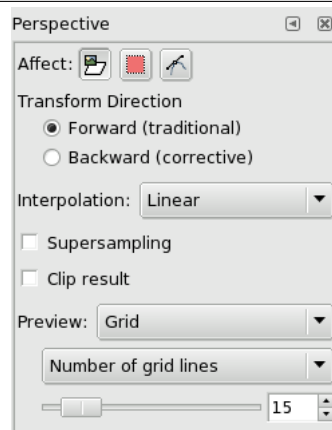 Perspective
Affect:
Transform Direction
Forward (traditional)
Backward (corrective)
Interpolation: Linear
Supersampling
Clip result
Preview: Grid
Number of grid lines
15